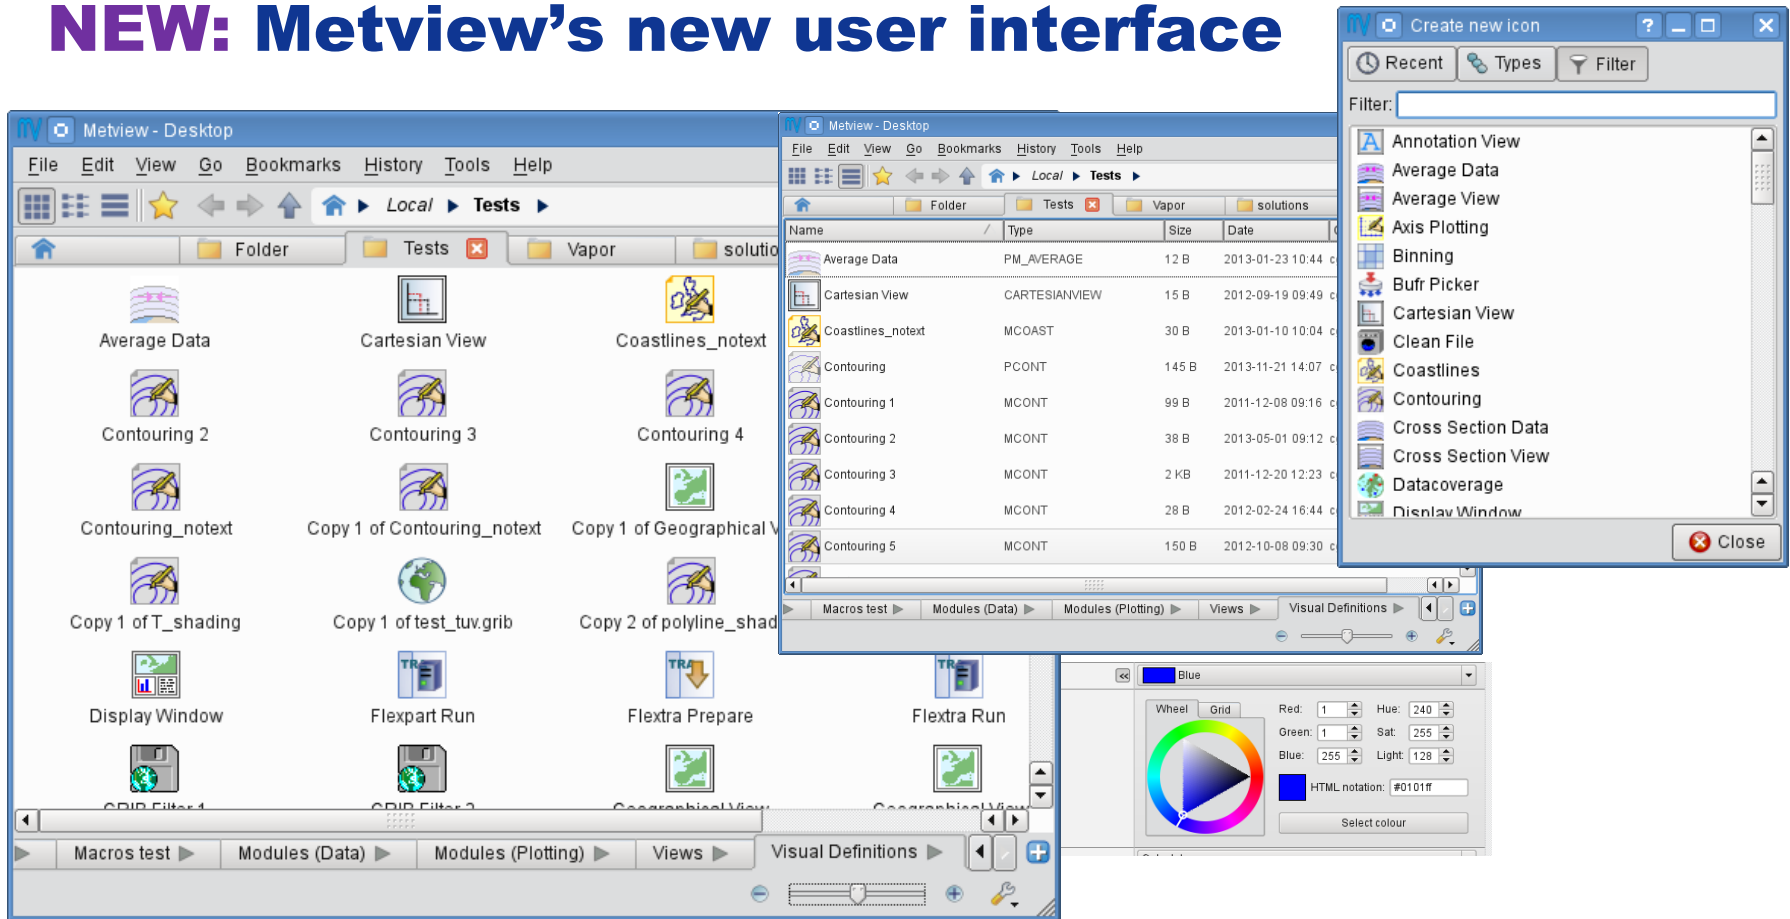 NEW: Metview's new user interface
Metview - Desktop
File Edit View Go Bookmarks History Tools Help
Local Tests
Folder Tests Vapor solutio
Average Data Cartesian View Coastlines_notext
Contouring 2 Contouring 3 Contouring 4
Contouring_notext Copy 1 of Contouring_notext Copy 1 of Geographical V
Copy 1 of T_shading Copy 1 of test_tuv.grib Copy 2 of polyline_shad
Display Window Flexpart Run Flextra Prepare Flextra Run
GRIB Filter 1 GRIB Filter 2 Geographical View Geographical View
Macros test Modules (Data) Modules (Plotting) Views Visual Definitions
Metview - Desktop
File Edit View Go Bookmarks History Tools Help
Local Tests
Folder Tests Vapor solutions
Name Type Size Date
Average Data PM_AVERAGE 12 B 2013-01-23 10:44
Cartesian View CARTESIANVIEW 15 B 2012-09-19 09:49
Coastlines_notext MCOAST 30 B 2013-01-10 10:04
Contouring PCONT 145 B 2013-11-21 14:07
Contouring 1 MCONT 99 B 2011-12-08 09:16
Contouring 2 MCONT 38 B 2013-05-01 09:12
Contouring 3 MCONT 2 KB 2011-12-20 12:23
Contouring 4 MCONT 28 B 2012-02-24 16:44
Contouring 5 MCONT 150 B 2012-10-08 09:30
Macros test Modules (Data) Modules (Plotting) Views Visual Definitions
Create new icon
Recent Types Filter
Filter:
Annotation View
Average Data
Average View
Axis Plotting
Binning
Bufr Picker
Cartesian View
Clean File
Coastlines
Contouring
Cross Section Data
Cross Section View
Datacoverage
Display Window
Close
Blue
Wheel Grid
Red: 1 Hue: 240
Green: 1 Sat: 255
Blue: 255 Light: 128
HTML notation: #0101ff
Select colour